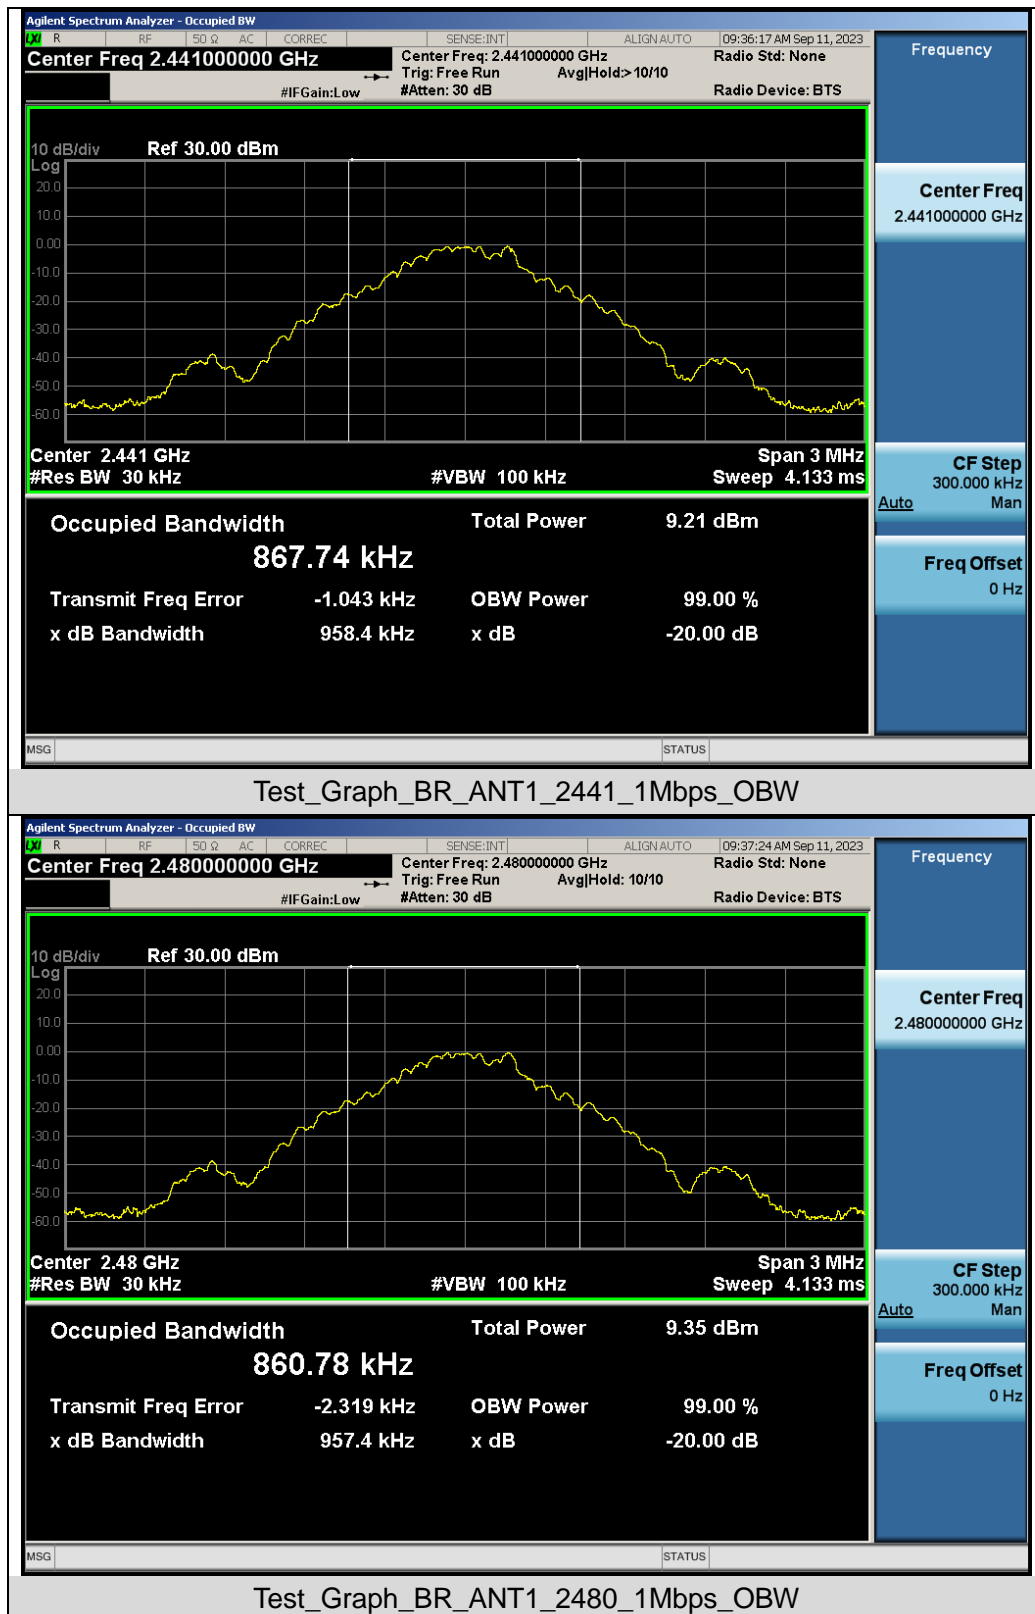 Agilent Spectrum Analyzer - Occupied BW
LXI R RF 50 Ω AC CORREC SENSE:INT ALIGN AUTO 09:36:17 AM Sep 11, 2023
Center Freq 2.441000000 GHz Center Freq: 2.441000000 GHz Radio Std: None Frequency
Trig: Free Run Avg|Hold:> 10/10
#IFGain:Low #Atten: 30 dB Radio Device: BTS
10 dB/div Ref 30.00 dBm
Log
20.0
10.0
0.00
-10.0
-20.0
-30.0
-40.0
-50.0
-60.0
Center 2.441 GHz Span 3 MHz
#Res BW 30 kHz #VBW 100 kHz Sweep 4.133 ms
Center Freq
2.441000000 GHz
CF Step
300.000 kHz
Auto Man
Freq Offset
0 Hz
Occupied Bandwidth Total Power 9.21 dBm
867.74 kHz
Transmit Freq Error -1.043 kHz OBW Power 99.00 %
x dB Bandwidth 958.4 kHz x dB -20.00 dB
MSG STATUS
Test_Graph_BR_ANT1_2441_1Mbps_OBW
Agilent Spectrum Analyzer - Occupied BW
LXI R RF 50 Ω AC CORREC SENSE:INT ALIGN AUTO 09:37:24 AM Sep 11, 2023
Center Freq 2.480000000 GHz Center Freq: 2.480000000 GHz Radio Std: None Frequency
Trig: Free Run Avg|Hold: 10/10
#IFGain:Low #Atten: 30 dB Radio Device: BTS
10 dB/div Ref 30.00 dBm
Log
20.0
10.0
0.00
-10.0
-20.0
-30.0
-40.0
-50.0
-60.0
Center 2.48 GHz Span 3 MHz
#Res BW 30 kHz #VBW 100 kHz Sweep 4.133 ms
Center Freq
2.480000000 GHz
CF Step
300.000 kHz
Auto Man
Freq Offset
0 Hz
Occupied Bandwidth Total Power 9.35 dBm
860.78 kHz
Transmit Freq Error -2.319 kHz OBW Power 99.00 %
x dB Bandwidth 957.4 kHz x dB -20.00 dB
MSG STATUS
Test_Graph_BR_ANT1_2480_1Mbps_OBW